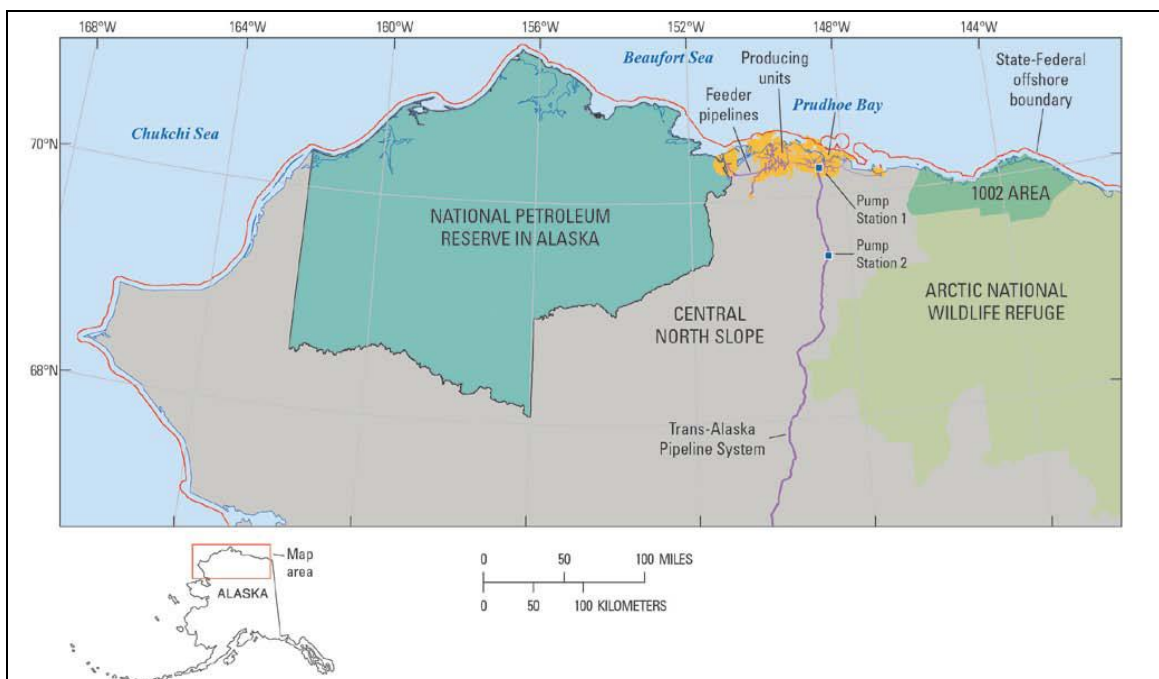 168°W
164°W
180°W
156°W
152°W
148°W
144°W
Beaufort Sea
Producing
units
State-Federal
offshore
boundary
Feeder
pipelines
Prudhoe Bay
Chukchi Sea
70°N
1002 AREA
NATIONAL PETROLEUM
RESERVE IN ALASKA
Pump
Station 1
Pump
Station 2
ARCTIC NATIONAL
WILDLIFE REFUGE
CENTRAL
NORTH SLOPE
68°N
Trans-Alaska
Pipeline System
Map
area
ALASKA
0 50 100 MILES
0 50 100 KILOMETERS